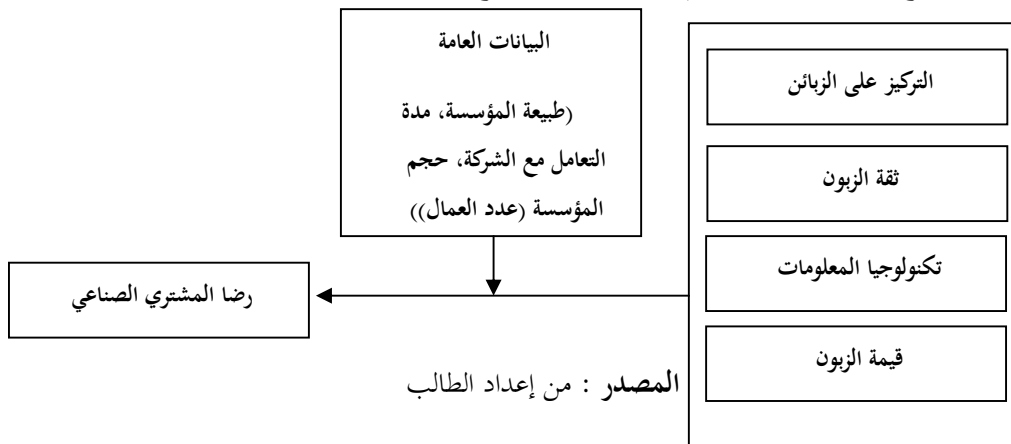 البيانات العامة
(طبيعة المؤسسة، مدة
التعامل مع الشركة، حجم
المؤسسة (عدد العمال))
التركيز على الزبائن
ثقة الزبون
تكنولوجيا المعلومات
قيمة الزبون
رضا المشتري الصناعي
المصدر : من إعداد الطالب